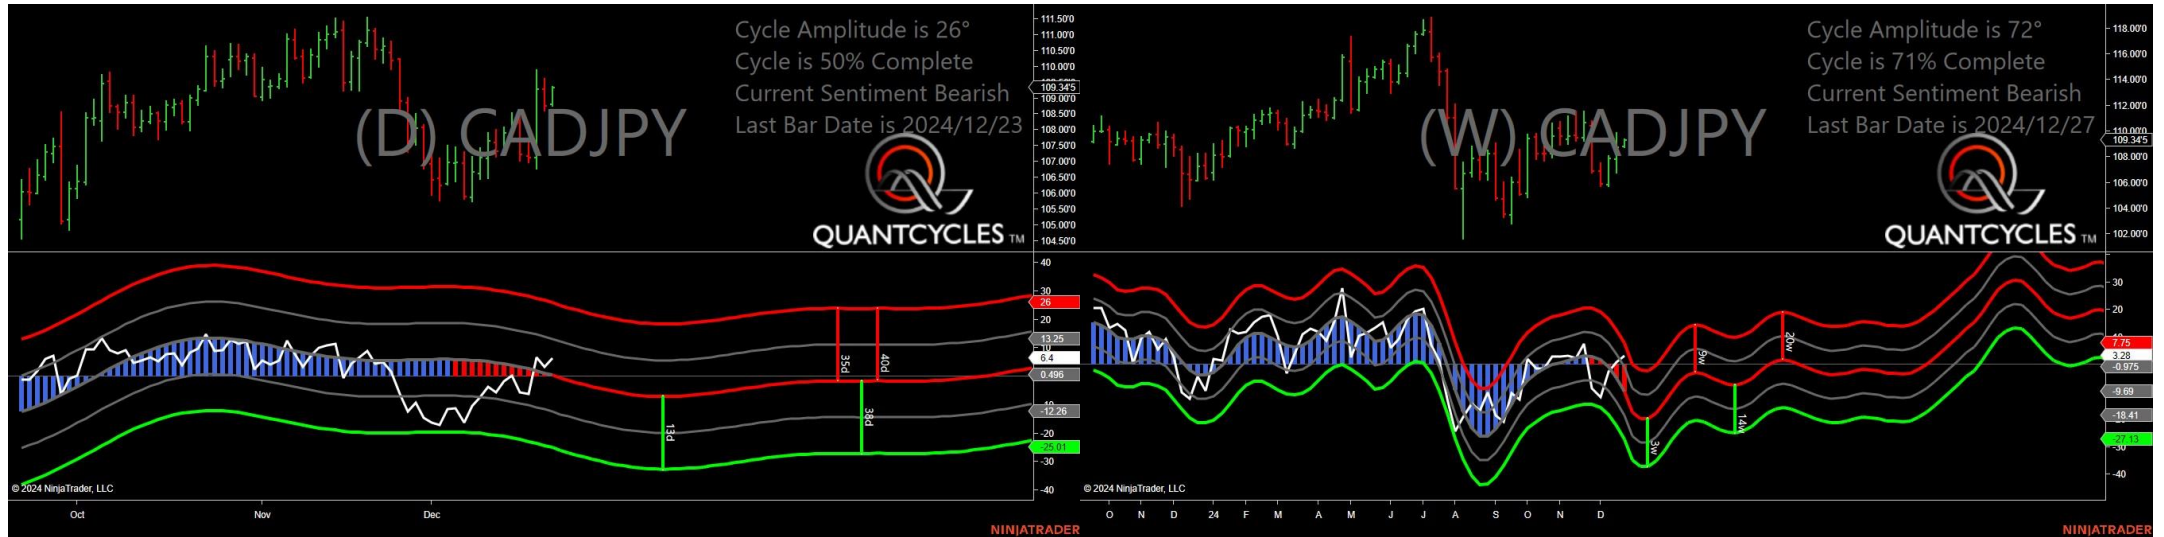 Cycle Amplitude is 26°
Cycle is 50% Complete
Current Sentiment Bearish
Last Bar Date is 2024/12/23
(D) CADJPY
QUANTCYCLES TM
111.50'0
111.00'0
110.50'0
110.00'0
109.34'5
109.00'0
108.50'0
108.00'0
107.50'0
107.00'0
106.50'0
106.00'0
105.50'0
105.00'0
104.50'0
40
30
26
20
13.25
10
6.4
0.496
-12.26
-20
-25.01
-30
-40
35d
40d
13d
38d
© 2024 NinjaTrader, LLC
Oct
Nov
Dec
NINJATRADER
Cycle Amplitude is 72°
Cycle is 71% Complete
Current Sentiment Bearish
Last Bar Date is 2024/12/27
(W) CADJPY
QUANTCYCLES TM
118.00'0
116.00'0
114.00'0
112.00'0
110.00'0
109.34'5
108.00'0
106.00'0
104.00'0
102.00'0
30
20
7.75
3.28
-0.975
-9.69
-18.41
-27.13
-30
-40
9w
20w
3w
14w
© 2024 NinjaTrader, LLC
O N D 24 F M A M J J A S O N D
NINJATRADER